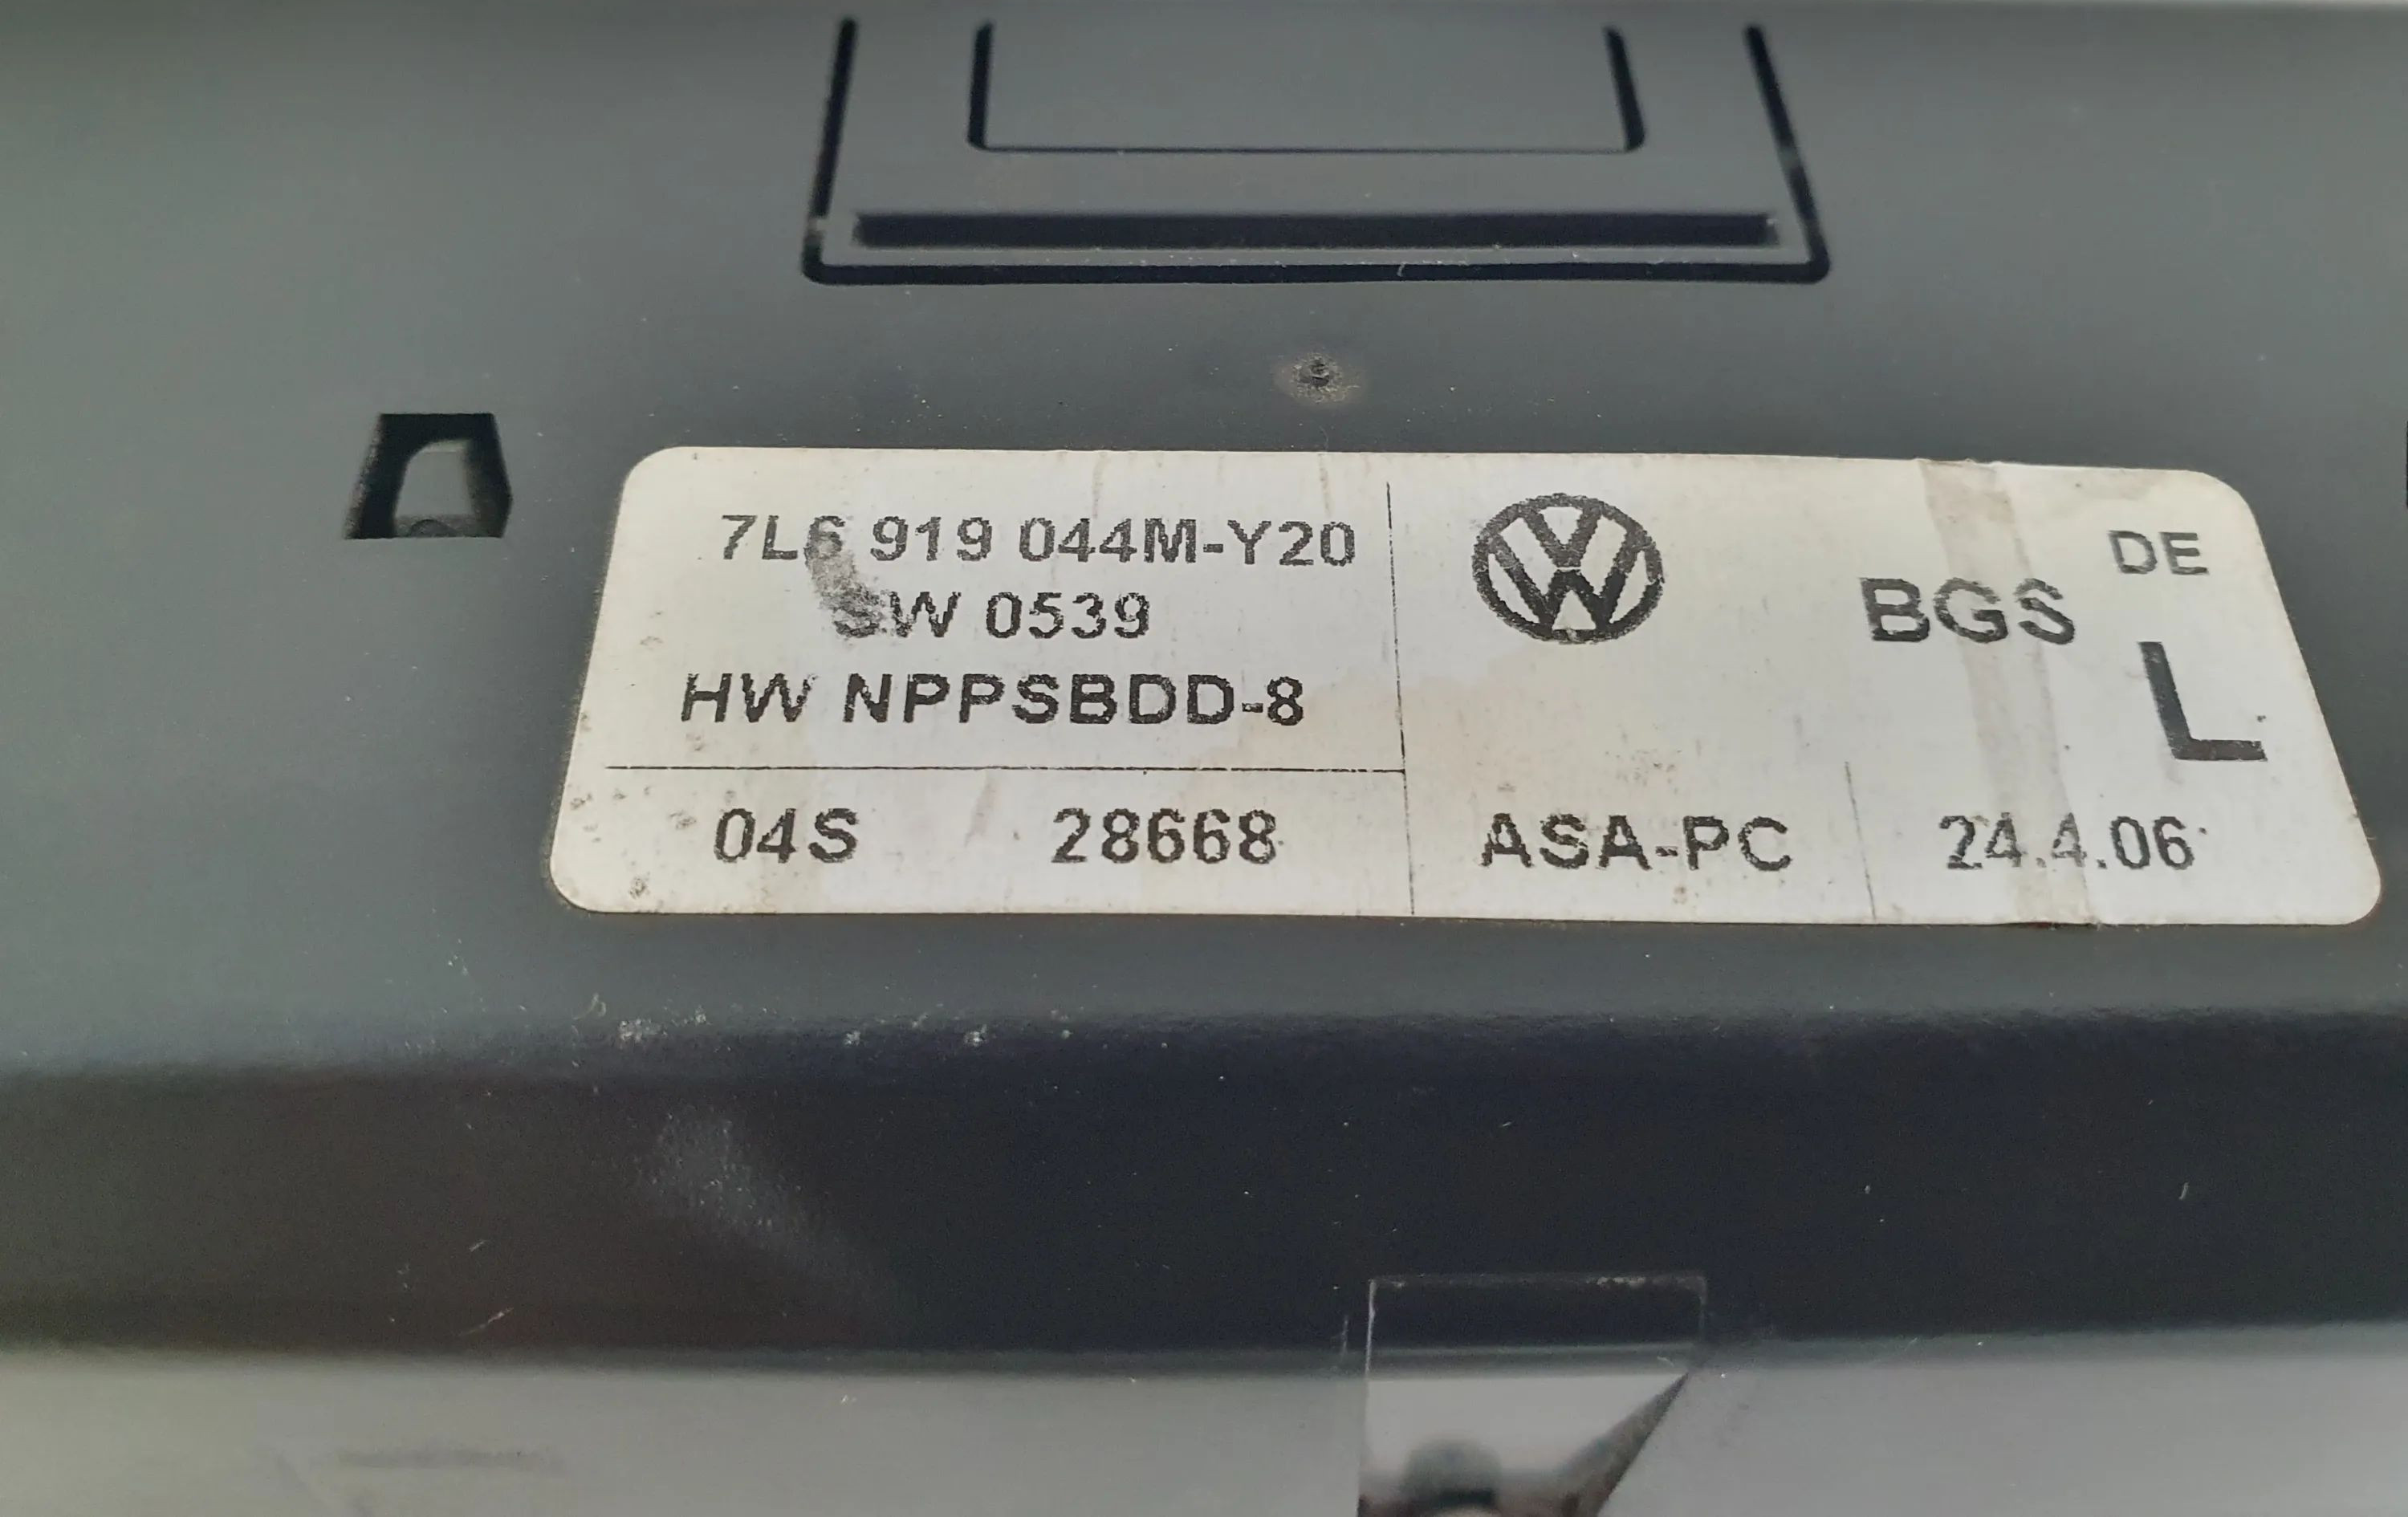 7L6 919 044M-Y20
SW 0539
HW NPPSBDD-8
04S 28668
DE
BGS
L
ASA-PC 24.4.06